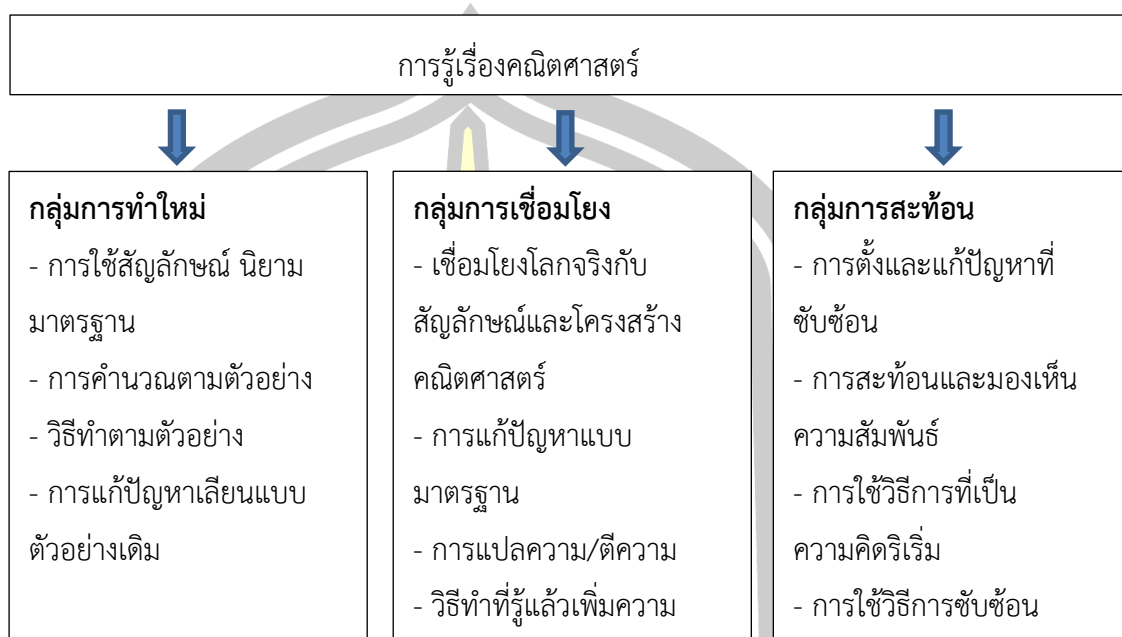 การรู้เรื่องคณิตศาสตร์
กลุ่มการทำใหม่
- การใช้สัญลักษณ์ นิยาม
มาตรฐาน
- การคำนวณตามตัวอย่าง
- วิธีทำตามตัวอย่าง
- การแก้ปัญหาเลียนแบบ
ตัวอย่างเดิม
กลุ่มการเชื่อมโยง
- เชื่อมโยงโลกจริงกับ
สัญลักษณ์และโครงสร้าง
คณิตศาสตร์
- การแก้ปัญหาแบบ
มาตรฐาน
- การแปลความ/ตีความ
- วิธีทำที่รู้แล้วเพิ่มความ
กลุ่มการสะท้อน
- การตั้งและแก้ปัญหาที่
ซับซ้อน
- การสะท้อนและมองเห็น
ความสัมพันธ์
- การใช้วิธีการที่เป็น
ความคิดริเริ่ม
- การใช้วิธีการซับซ้อน